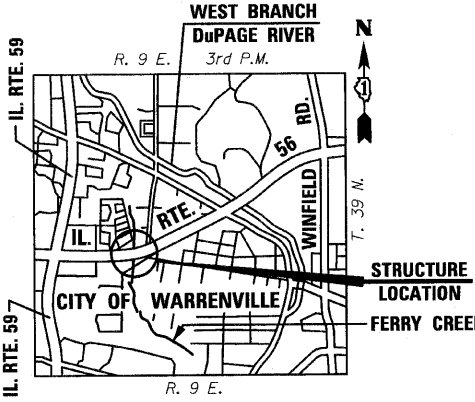 WEST BRANCH
DuPAGE RIVER
R. 9 E. 3rd P.M.
N
1
IL. RTE. 59
RD.
56
RTE.
WINFIELD
T. 39 N.
IL.
STRUCTURE
LOCATION
CITY OF WARRENVILLE
FERRY CREE
IL. RTE. 59
R. 9 E.